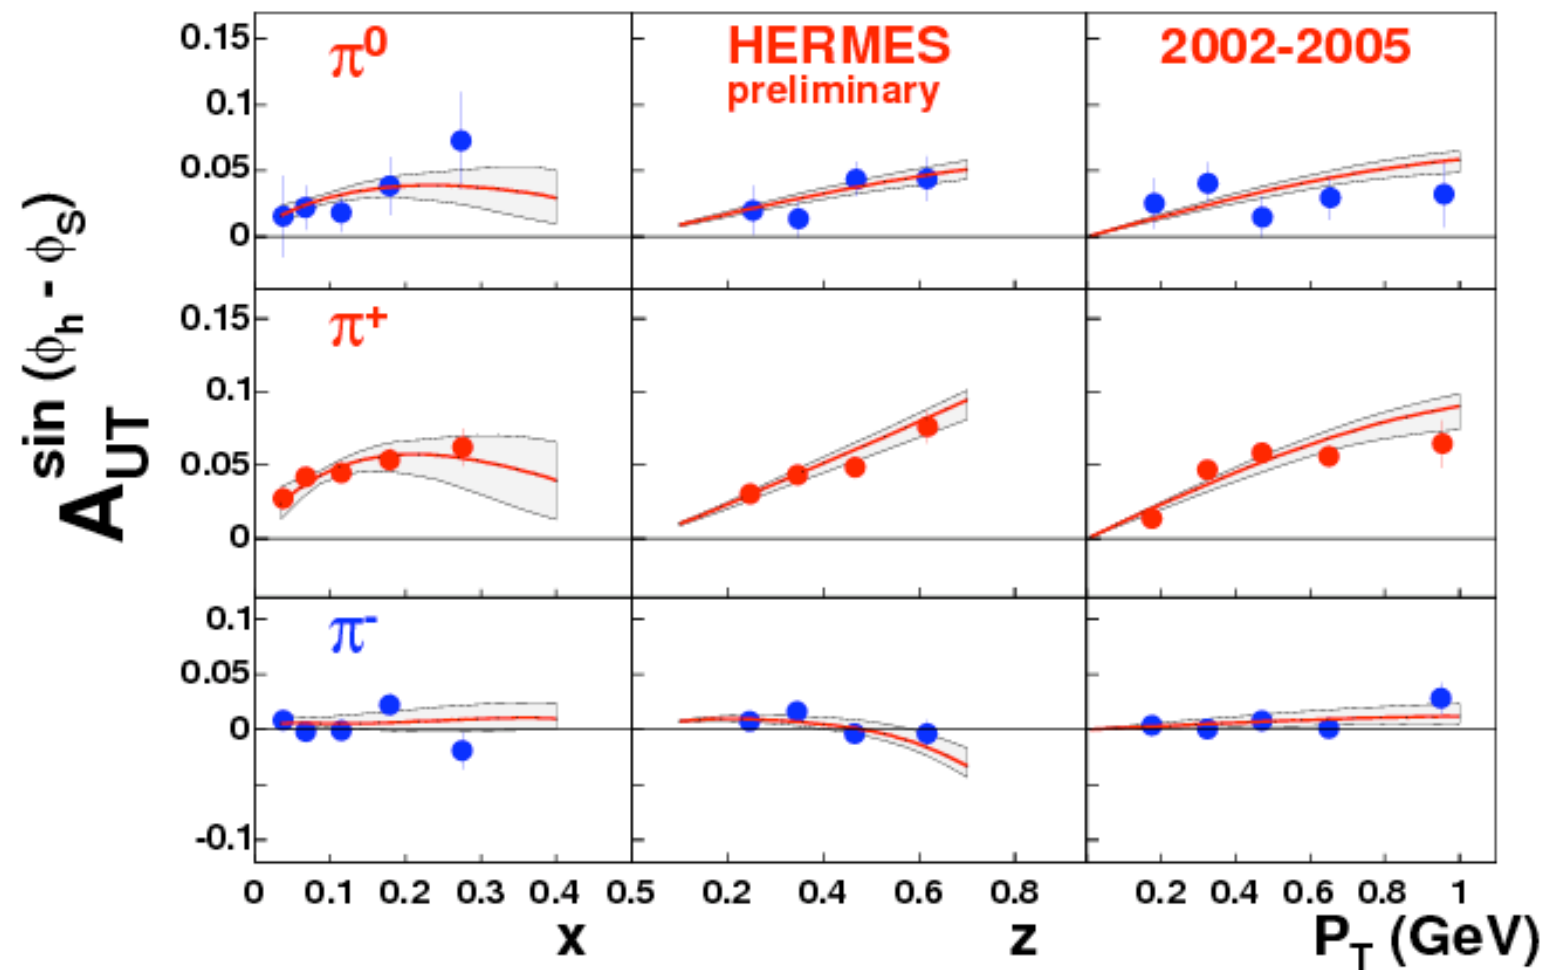 0.15 π⁰ HERMES 2002-2005
preliminary
0.1
0.05
0
A_UT^sin (ϕ_h - ϕ_S)
0.15 π⁺
0.1
0.05
0
0.1 π⁻
0.05
0
-0.1
0 0.1 0.2 0.3 0.4 0.5 0.2 0.4 0.6 0.8 0.2 0.4 0.6 0.8 1
x z P_T (GeV)